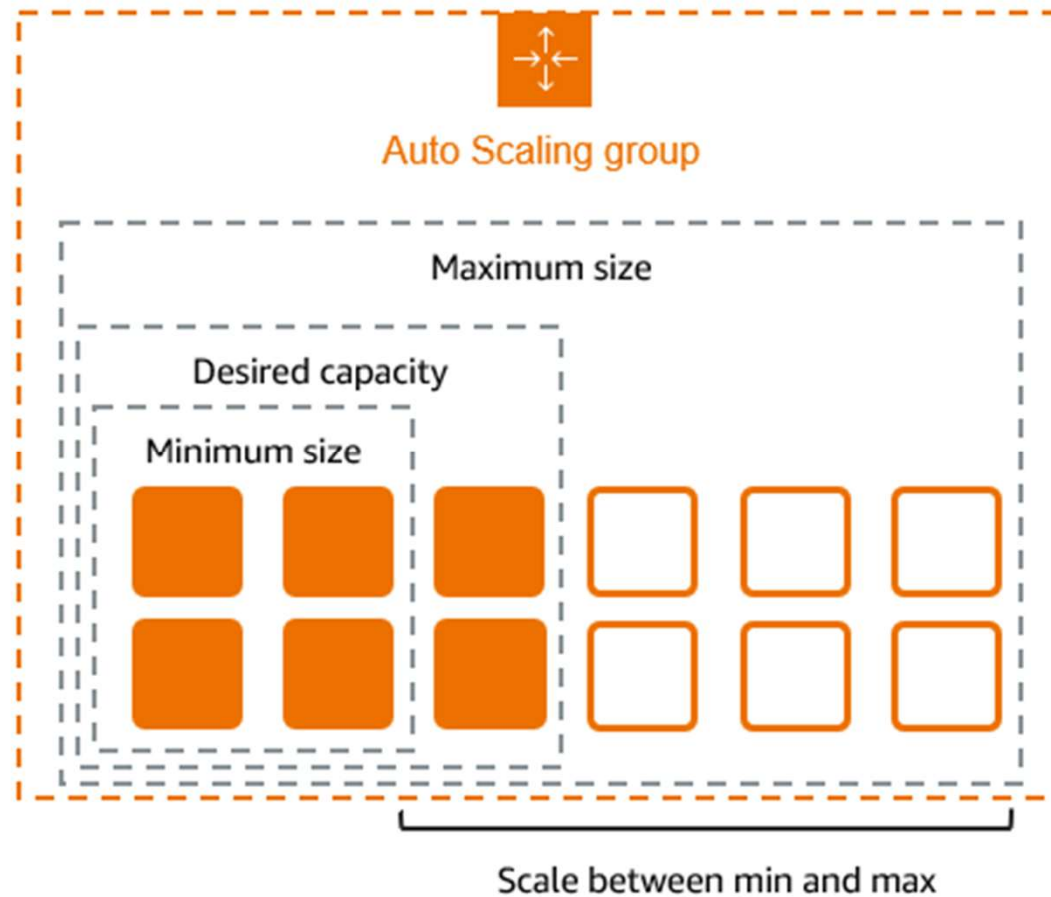 Auto Scaling group
Maximum size
Desired capacity
Minimum size
Scale between min and max